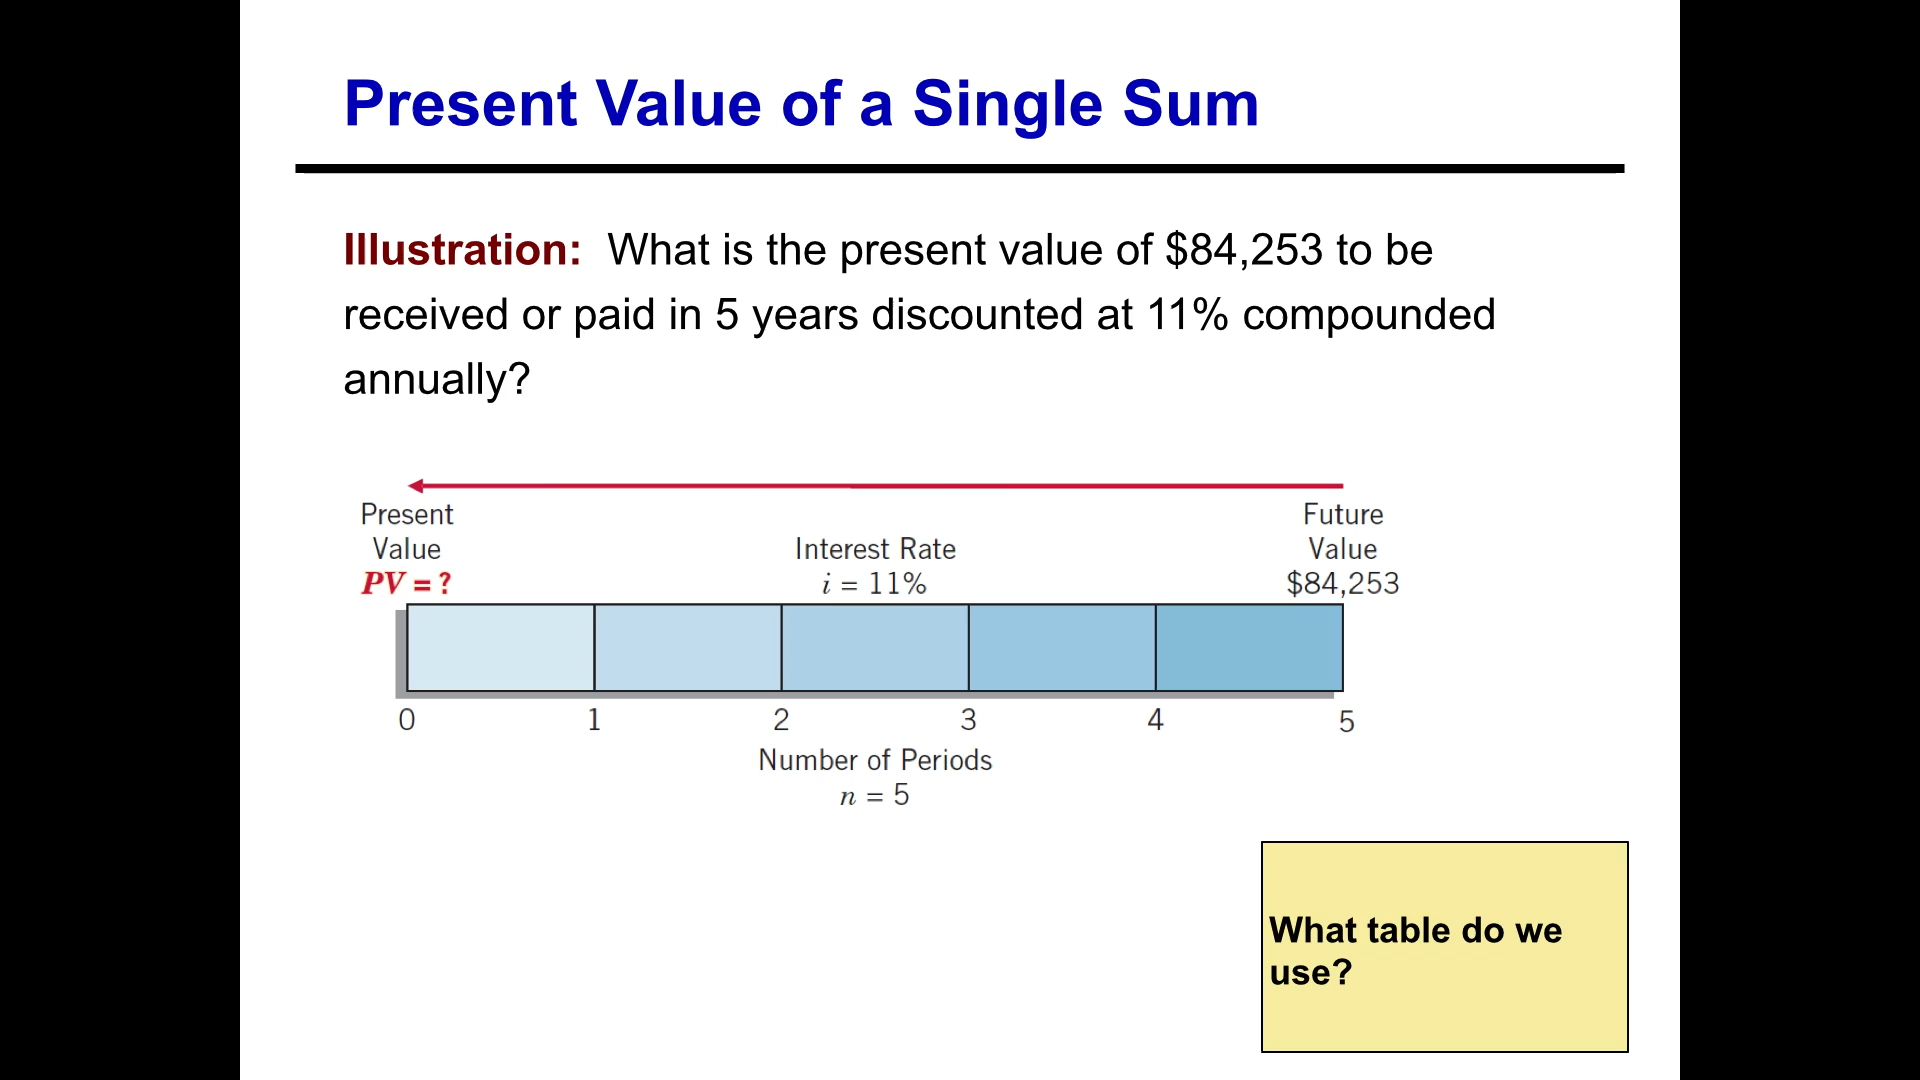 Present Value of a Single Sum
Illustration: What is the present value of $84,253 to be
received or paid in 5 years discounted at 11% compounded
annually?
Present
Value
PV = ?
Interest Rate
i = 11%
Future
Value
$84,253
0 1 2 3 4 5
Number of Periods
n = 5
What table do we
use?